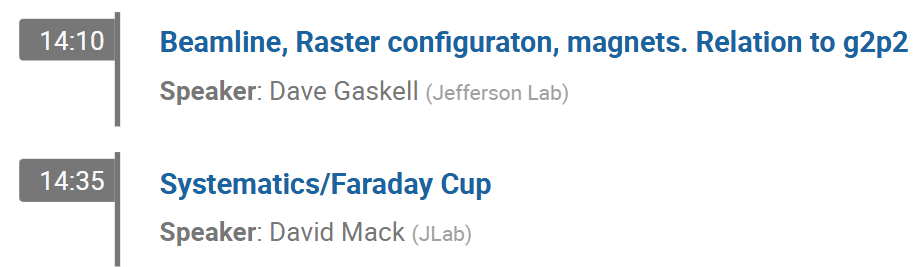 14:10 Beamline, Raster configuraton, magnets. Relation to g2p2
Speaker: Dave Gaskell (Jefferson Lab)
14:35 Systematics/Faraday Cup
Speaker: David Mack (JLab)